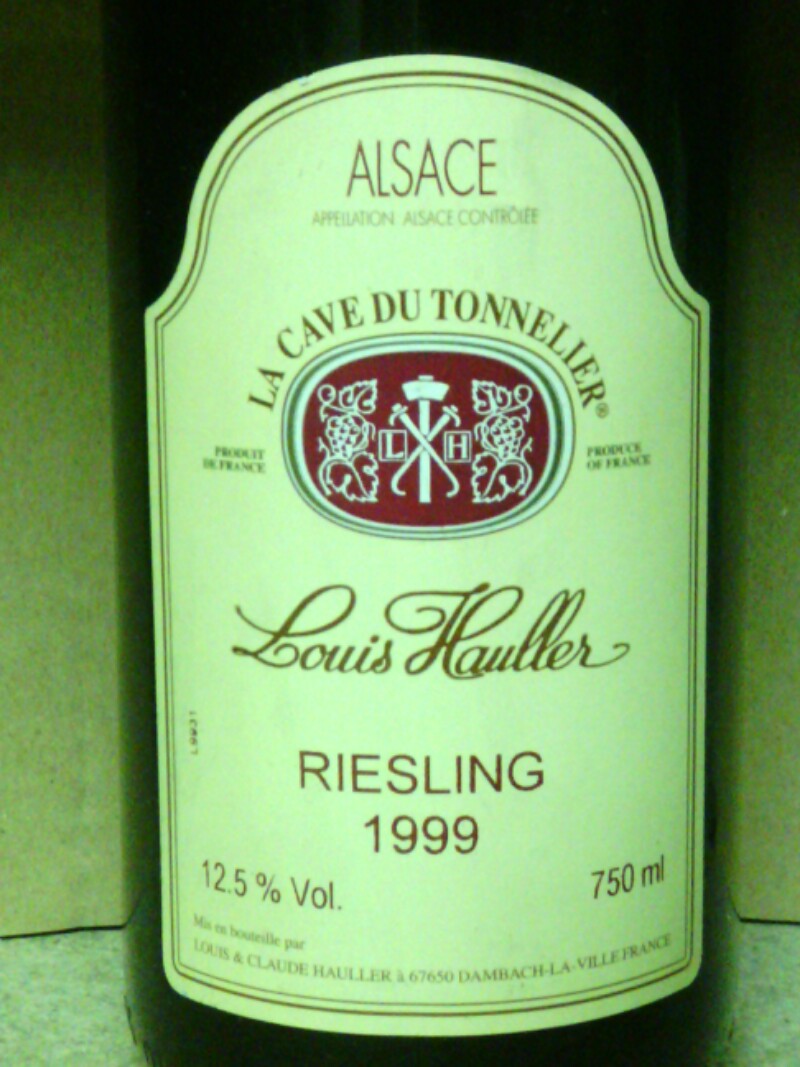 ALSACE
APPELLATION ALSACE CONTRÔLÉE
LA CAVE DU TONNELIER®
PRODUIT
DE FRANCE
L H
PRODUCE
OF FRANCE
Louis Hauller
L9931
RIESLING
1999
12.5 % Vol.
750 ml
Mis en bouteille par
LOUIS & CLAUDE HAULLER à 67650 DAMBACH-LA-VILLE FRANCE